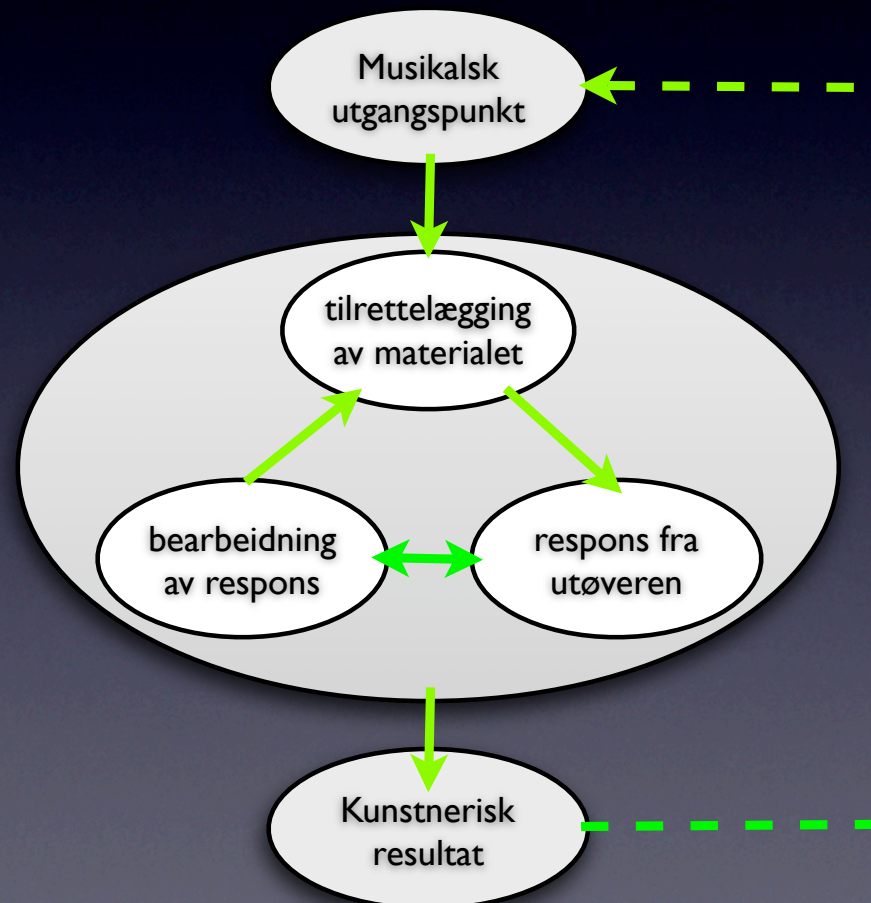 Musikalsk
utgangspunkt
tilrettelægging
av materialet
bearbeidning
av respons
respons fra
utøveren
Kunstnerisk
resultat